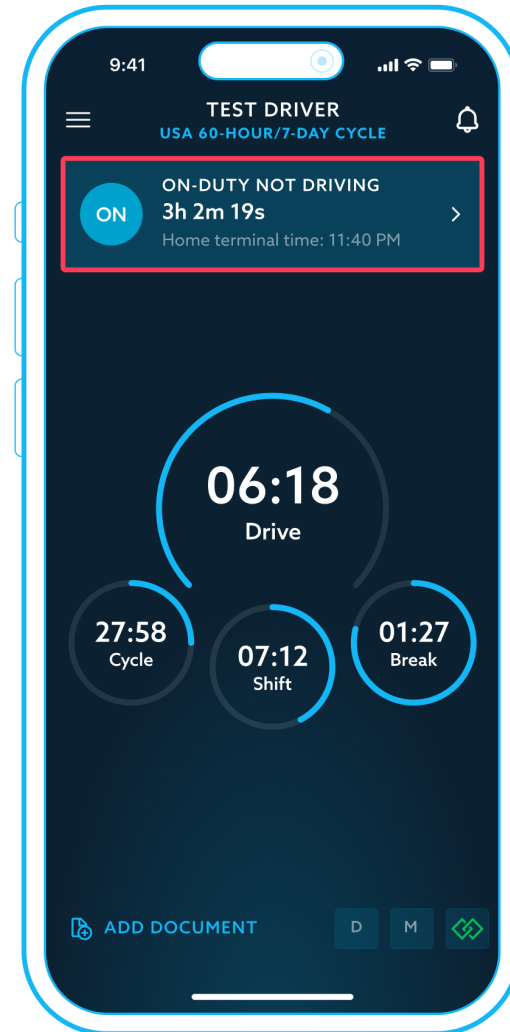 9:41
TEST DRIVER
USA 60-HOUR/7-DAY CYCLE
ON
ON-DUTY NOT DRIVING
3h 2m 19s
Home terminal time: 11:40 PM
06:18
Drive
27:58
Cycle
07:12
Shift
01:27
Break
ADD DOCUMENT
D
M